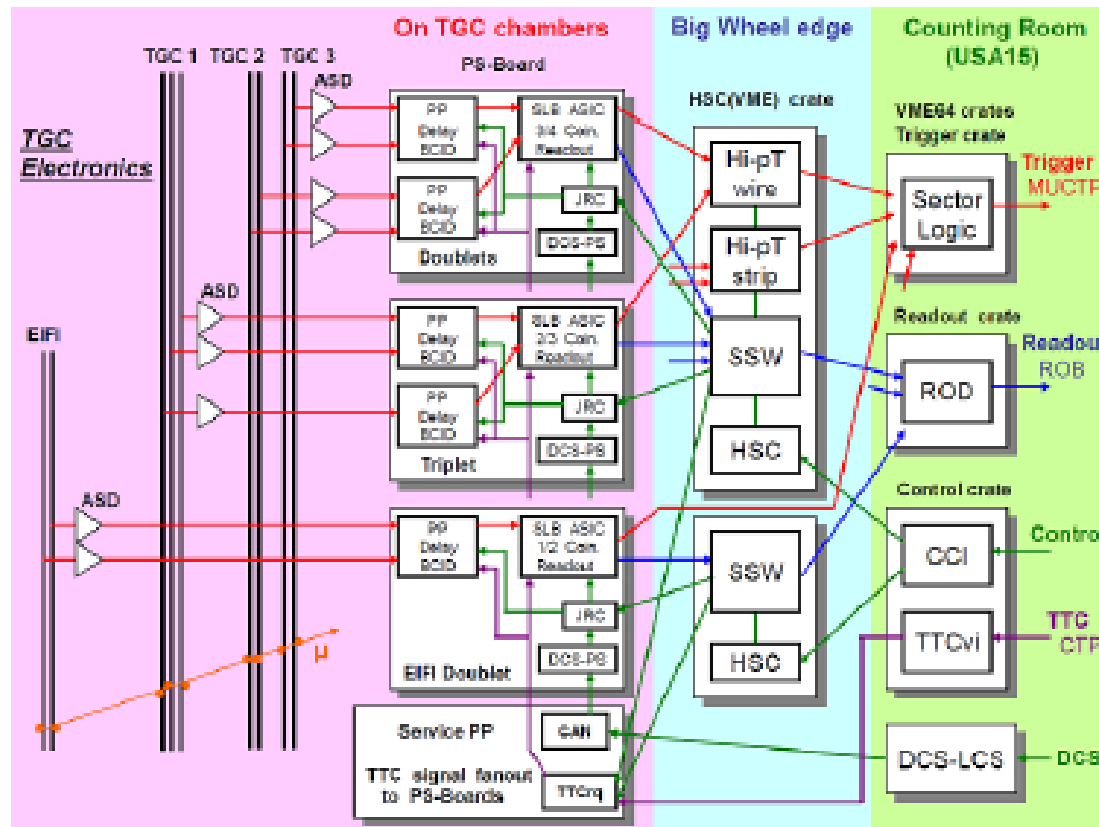 On TGC chambers
Big Wheel edge
Counting Room
(USA15)
TGC 1
TGC 2
TGC 3
ASD
PS-Board
HSC(VME) crate
VME64 crates
Trigger crate
TGC
Electronics
PP
Delay
BCID
SLB ASIC
3/4 Coin.
Readout
PP
Delay
BCID
JRC
DCS-PS
Doublets
Hi-pT
wire
Hi-pT
strip
Sector
Logic
Trigger
MUCTP
ASD
EIFI
PP
Delay
BCID
SLB ASIC
2/3 Coin.
Readout
PP
Delay
BCID
JRC
DCS-PS
Triplet
SSW
HSC
Readout crate
ROD
Readou
ROB
ASD
PP
Delay
BCID
SLB ASIC
1/2 Coin.
Readout
JRC
DCS-PS
EIFI Doublet
SSW
HSC
Control crate
CCI
Contro
TTCvi
TTC
CTP
μ
Service PP
CAN
TTC signal fanout
to PS-Boards
TTCrq
DCS-LCS
DCS